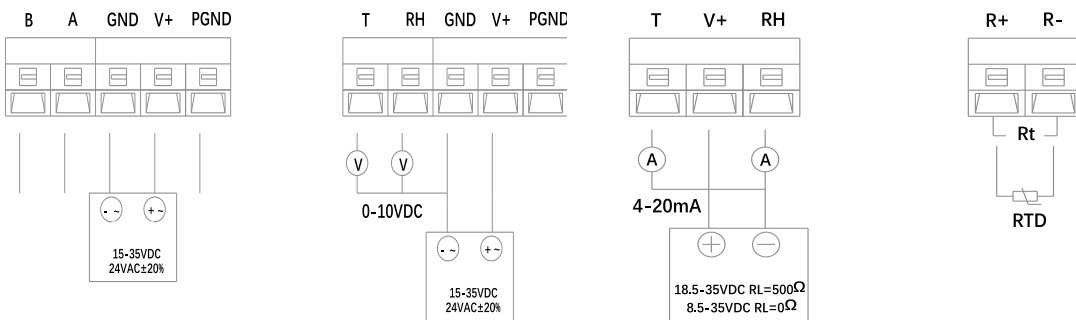 B A GND V+ PGND
T RH GND V+ PGND
T V+ RH
R+ R-
Rt
V V
A A
0-10VDC
4-20mA
RTD
- ~ + ~
15-35VDC
24VAC±20%
- ~ + ~
15-35VDC
24VAC±20%
+ −
18.5-35VDC RL=500Ω
8.5-35VDC RL=0Ω